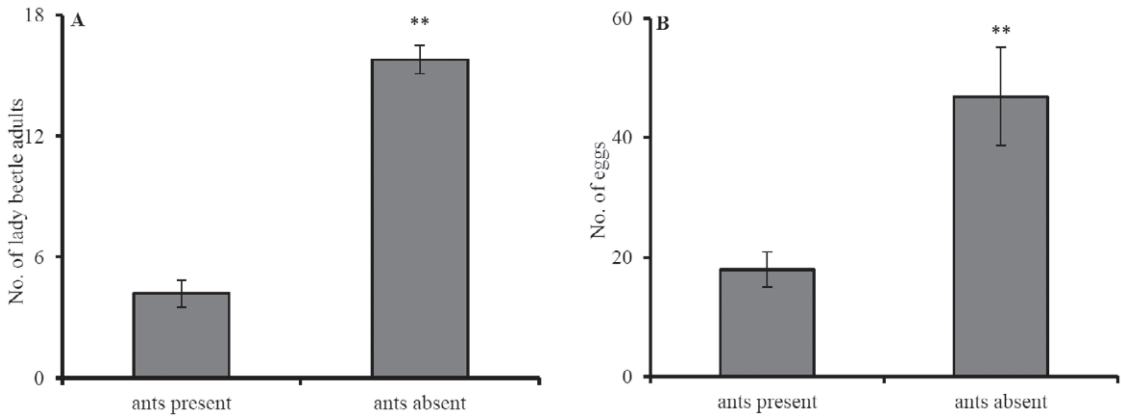 A
**
18
12
6
0
No. of lady beetle adults
ants present
ants absent
B
**
60
40
20
0
No. of eggs
ants present
ants absent